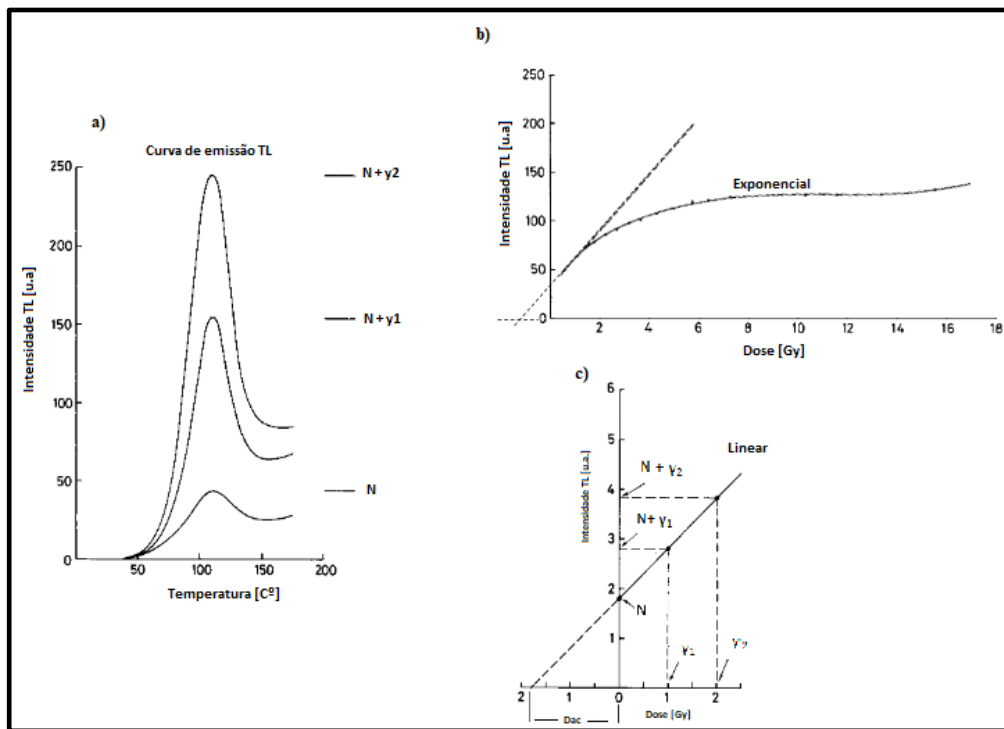 a)
Curva de emissão TL
Intensidade TL [u.a]
250
200
150
100
50
0
N + y2
N + y1
N
50
100
150
200
Temperatura [Cº]
b)
Intensidade TL [u.a]
250
200
150
100
50
0
Exponencial
2
4
6
8
10
12
14
16
18
Dose [Gy]
c)
Intensidade TL [u.a.]
6
5
4
3
2
1
Linear
N + γ2
N+ γ1
N
γ1
γ2
2
1
0
1
2
Dac
Dose [Gy]